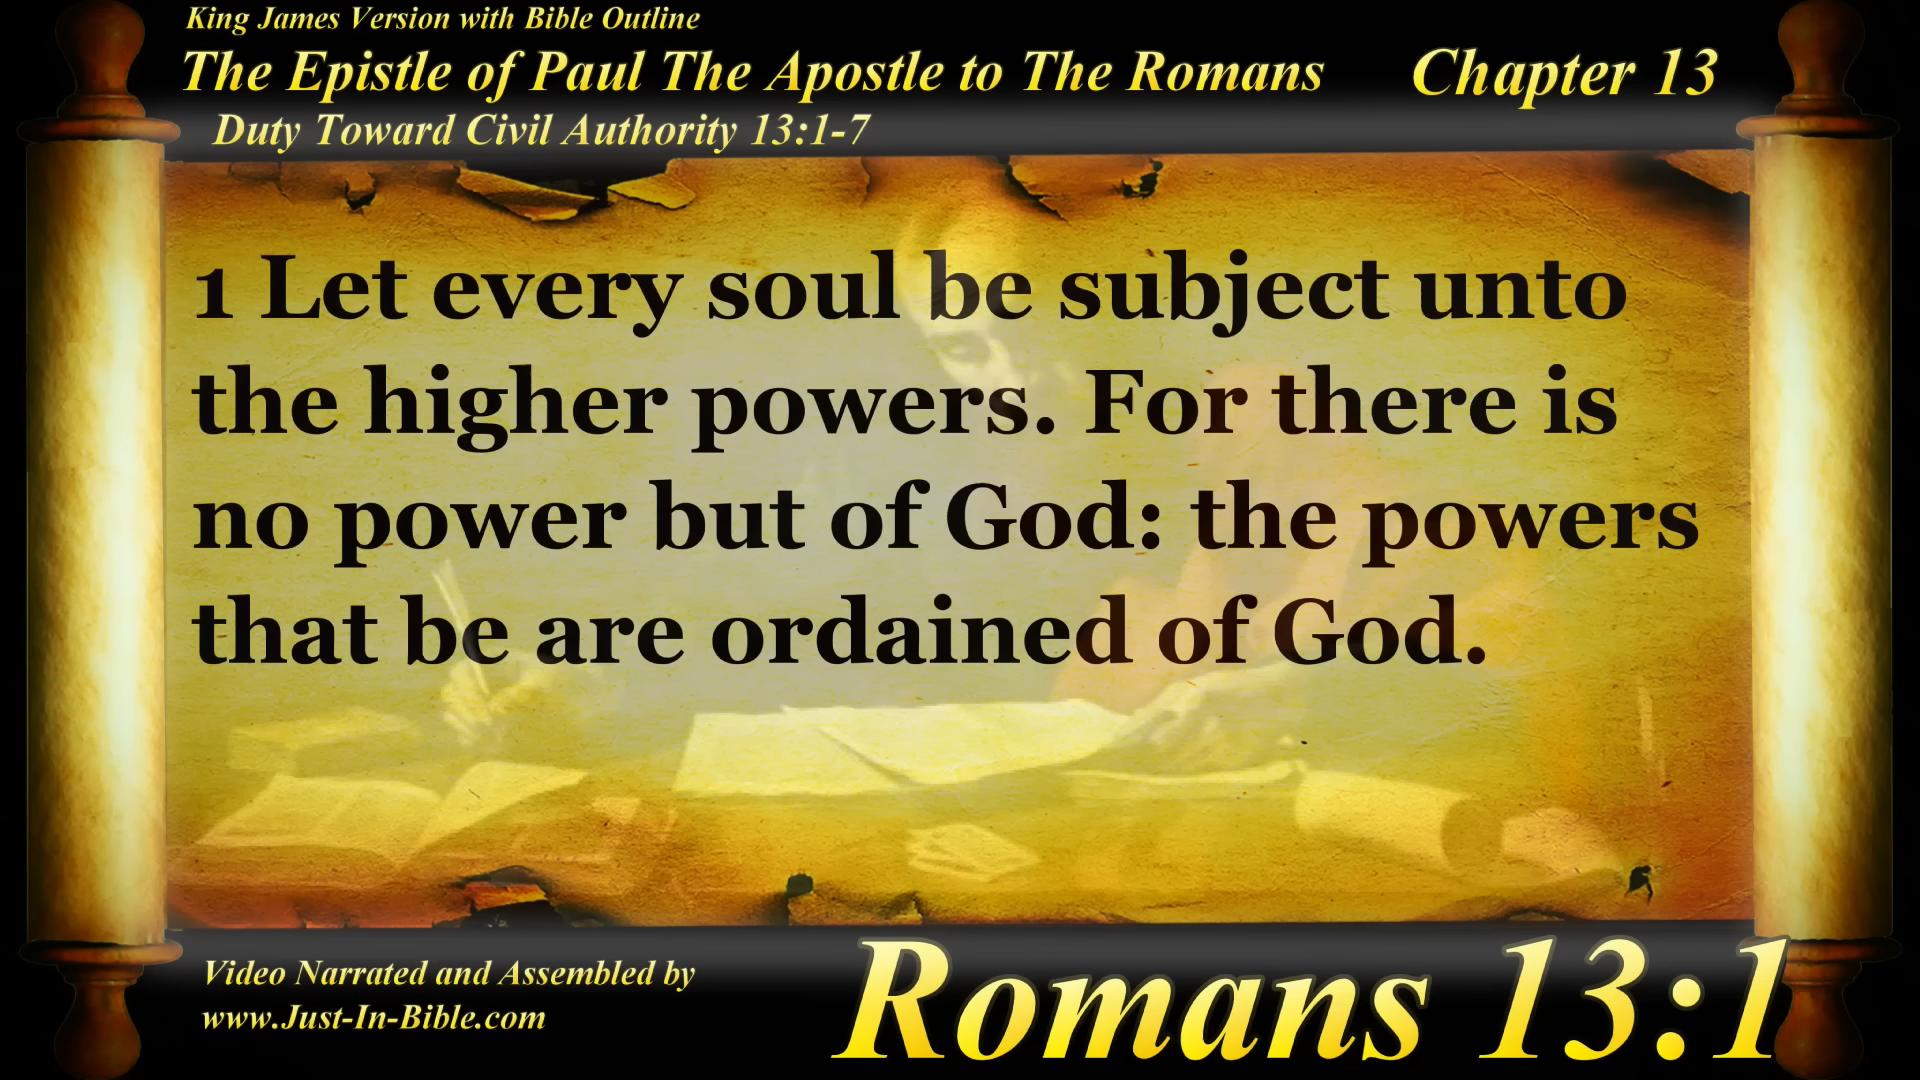 King James Version with Bible Outline
The Epistle of Paul The Apostle to The Romans
Chapter 13
Duty Toward Civil Authority 13:1-7
1 Let every soul be subject unto
the higher powers. For there is
no power but of God: the powers
that be are ordained of God.
Video Narrated and Assembled by
www.Just-In-Bible.com
Romans 13:1